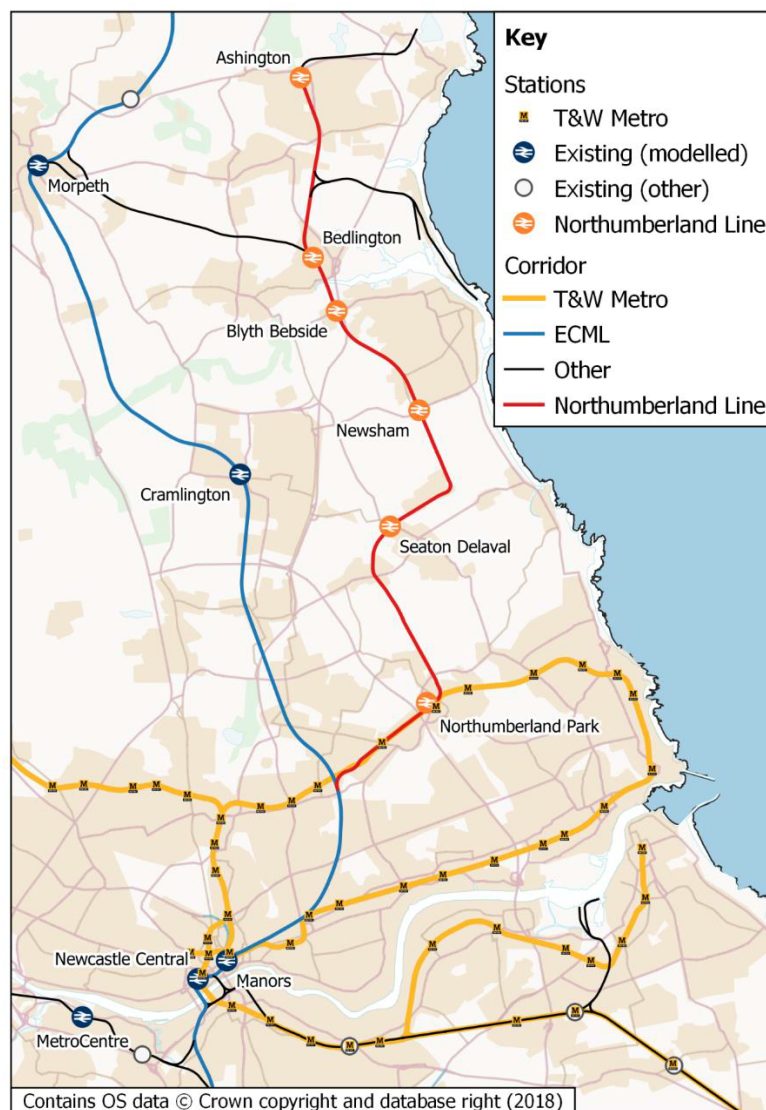 Key
Stations
T&W Metro
Existing (modelled)
Existing (other)
Northumberland Line
Corridor
T&W Metro
ECML
Other
Northumberland Line
Ashington
Morpeth
Bedlington
Blyth Bebside
Newsham
Cramlington
Seaton Delaval
Northumberland Park
Newcastle Central
Manors
MetroCentre
Contains OS data © Crown copyright and database right (2018)